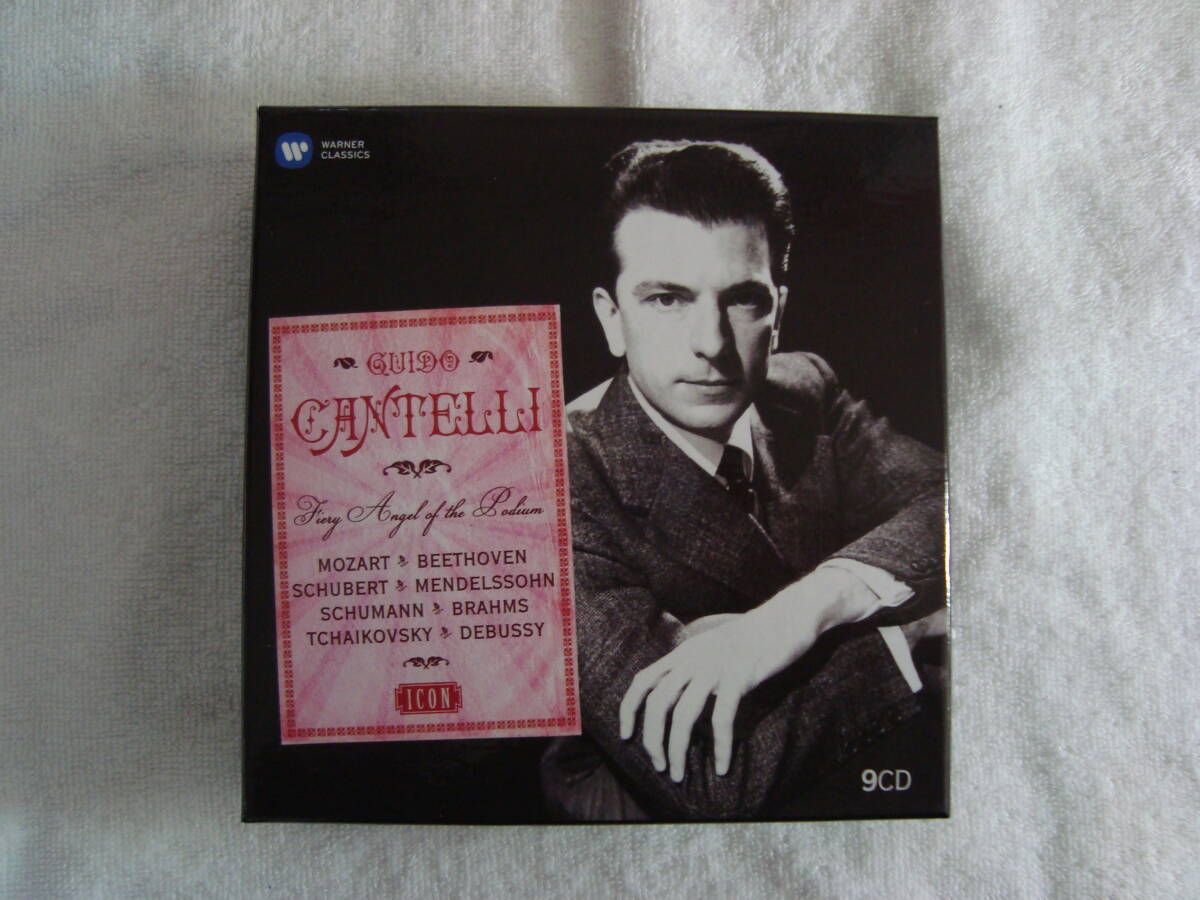 WARNER
CLASSICS
GUIDO
CANTELLI
Fiery Angel of the Podium
MOZART BEETHOVEN
SCHUBERT MENDELSSOHN
SCHUMANN BRAHMS
TCHAIKOVSKY DEBUSSY
ICON
9CD